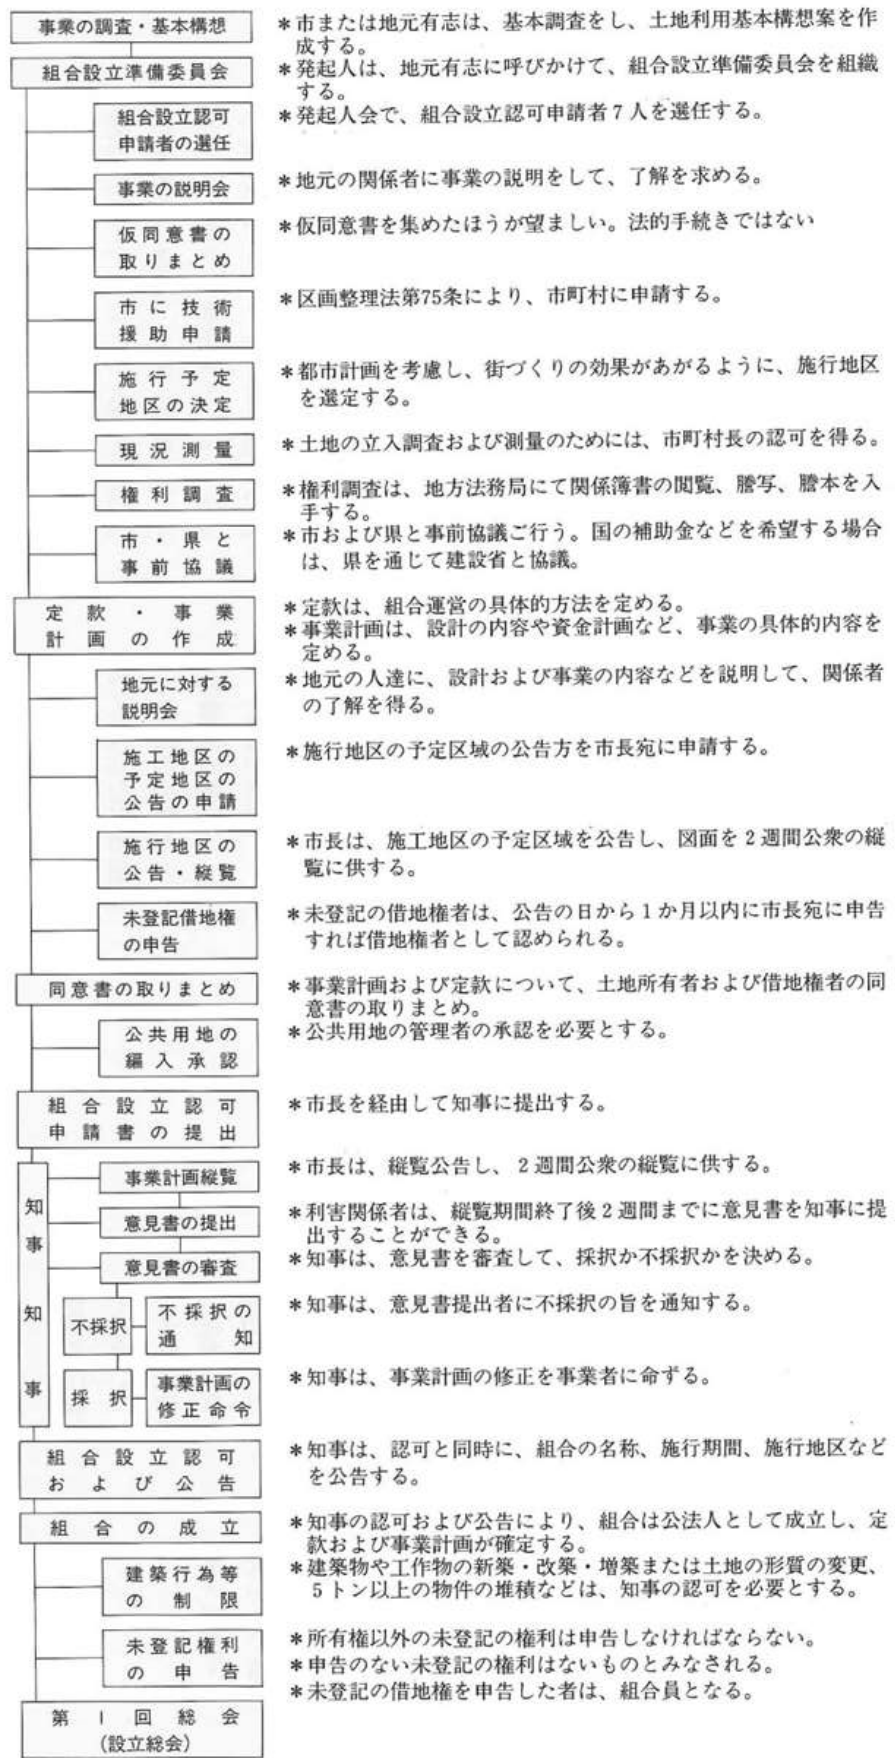 事業の調査・基本構想
＊市または地元有志は、基本調査をし、土地利用基本構想案を作
成する。
組合設立準備委員会
＊発起人は、地元有志に呼びかけて、組合設立準備委員会を組織
する。
組合設立認可
申請者の選任
＊発起人会で、組合設立認可申請者7人を選任する。
事業の説明会
＊地元の関係者に事業の説明をして、了解を求める。
仮同意書の
取りまとめ
＊仮同意書を集めたほうが望ましい。法的手続きではない
市に技術
援助申請
＊区画整理法第75条により、市町村に申請する。
施行予定
地区の決定
＊都市計画を考慮し、街づくりの効果があがるように、施行地区
を選定する。
現況測量
＊土地の立入調査および測量のためには、市町村長の認可を得る。
権利調査
＊権利調査は、地方法務局にて関係簿書の閲覧、謄写、謄本を入
手する。
市・県と
事前協議
＊市および県と事前協議ご行う。国の補助金などを希望する場合
は、県を通じて建設省と協議。
定款・事業
計画の作成
＊定款は、組合運営の具体的方法を定める。
＊事業計画は、設計の内容や資金計画など、事業の具体的内容を
定める。
地元に対する
説明会
＊地元の人達に、設計および事業の内容などを説明して、関係者
の了解を得る。
施工地区の
予定地区の
公告の申請
＊施行地区の予定区域の公告方を市長宛に申請する。
施行地区の
公告・縦覧
＊市長は、施工地区の予定区域を公告し、図面を2週間公衆の縦
覧に供する。
未登記借地権
の申告
＊未登記の借地権者は、公告の日から1か月以内に市長宛に申告
すれば借地権者として認められる。
同意書の取りまとめ
＊事業計画および定款について、土地所有者および借地権者の同
意書の取りまとめ。
公共用地の
編入承認
＊公共用地の管理者の承認を必要とする。
組合設立認可
申請書の提出
＊市長を経由して知事に提出する。
知事
知事
事業計画縦覧
＊市長は、縦覧公告し、2週間公衆の縦覧に供する。
意見書の提出
＊利害関係者は、縦覧期間終了後2週間までに意見書を知事に提
出することができる。
意見書の審査
＊知事は、意見書を審査して、採択か不採択かを決める。
不採択
不採択の
通知
＊知事は、意見書提出者に不採択の旨を通知する。
採択
事業計画の
修正命令
＊知事は、事業計画の修正を事業者に命ずる。
組合設立認可
および公告
＊知事は、認可と同時に、組合の名称、施行期間、施行地区など
を公告する。
組合の成立
＊知事の認可および公告により、組合は公法人として成立し、定
款および事業計画が確定する。
建築行為等
の制限
＊建築物や工作物の新築・改築・増築または土地の形質の変更、
5トン以上の物件の堆積などは、知事の認可を必要とする。
未登記権利
の申告
＊所有権以外の未登記の権利は申告しなければならない。
＊申告のない未登記の権利はないものとみなされる。
＊未登記の借地権を申告した者は、組合員となる。
第1回総会
(設立総会)